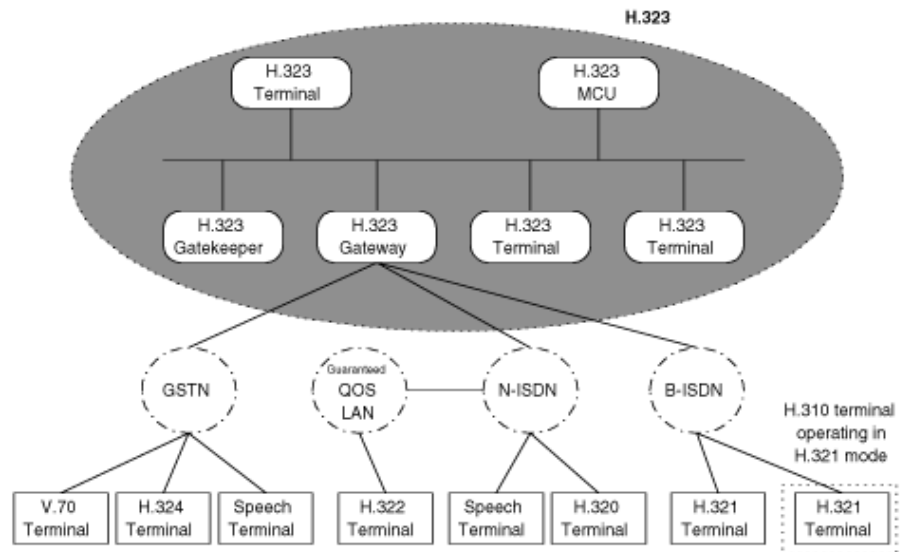 H.323
H.323
Terminal
H.323
MCU
H.323
Gatekeeper
H.323
Gateway
H.323
Terminal
H.323
Terminal
GSTN
Guaranteed
QOS
LAN
N-ISDN
B-ISDN
H.310 terminal
operating in
H.321 mode
V.70
Terminal
H.324
Terminal
Speech
Terminal
H.322
Terminal
Speech
Terminal
H.320
Terminal
H.321
Terminal
H.321
Terminal